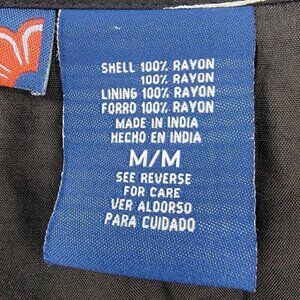 SHELL 100% RAYON
100% RAYON
LINING 100% RAYON
FORRO 100% RAYON
MADE IN INDIA
HECHO EN INDIA
M/M
SEE REVERSE
FOR CARE
VER ALDORSO
PARA CUIDADO